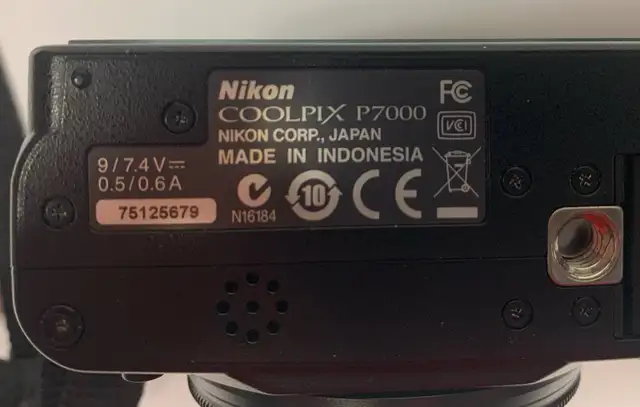 Nikon
COOLPIX P7000
NIKON CORP., JAPAN
MADE IN INDONESIA
FC
VCI
9/7.4V⎓
0.5/0.6A
75125679
N16184
10
CE